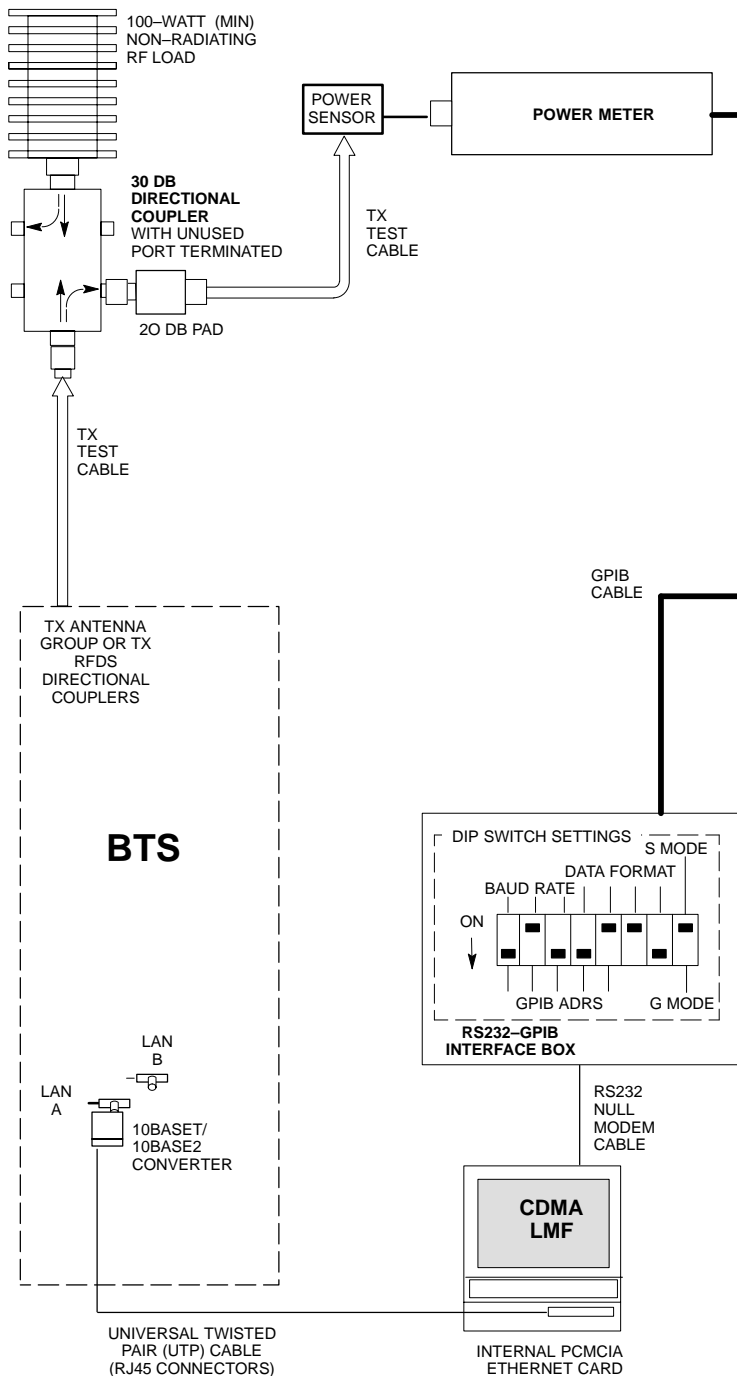 100–WATT (MIN)
NON–RADIATING
RF LOAD
POWER
SENSOR
POWER METER
30 DB
DIRECTIONAL
COUPLER
WITH UNUSED
PORT TERMINATED
TX
TEST
CABLE
2O DB PAD
TX
TEST
CABLE
GPIB
CABLE
TX ANTENNA
GROUP OR TX
RFDS
DIRECTIONAL
COUPLERS
BTS
DIP SWITCH SETTINGS
S MODE
DATA FORMAT
BAUD RATE
ON
GPIB ADRS
G MODE
RS232–GPIB
INTERFACE BOX
LAN
B
LAN
A
10BASET/
10BASE2
CONVERTER
RS232
NULL
MODEM
CABLE
CDMA
LMF
UNIVERSAL TWISTED
PAIR (UTP) CABLE
(RJ45 CONNECTORS)
INTERNAL PCMCIA
ETHERNET CARD